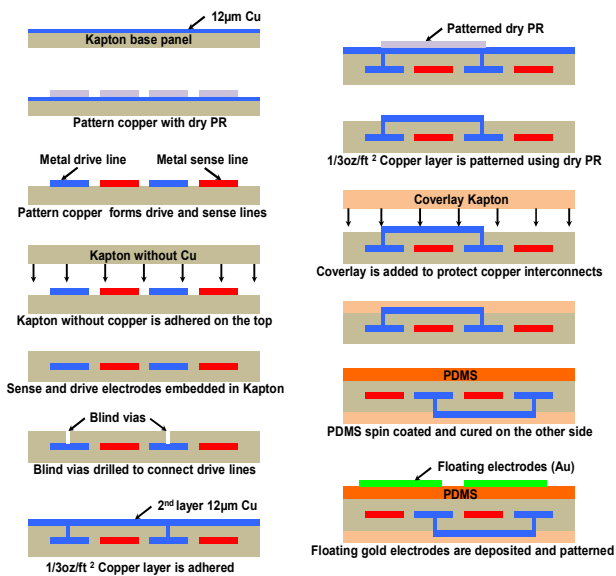 12µm Cu
Kapton base panel
Pattern copper with dry PR
Metal drive line
Metal sense line
Pattern copper forms drive and sense lines
Kapton without Cu
Kapton without copper is adhered on the top
Sense and drive electrodes embedded in Kapton
Blind vias
Blind vias drilled to connect drive lines
2nd layer 12µm Cu
1/3oz/ft 2 Copper layer is adhered
Patterned dry PR
1/3oz/ft 2 Copper layer is patterned using dry PR
Coverlay Kapton
Coverlay is added to protect copper interconnects
PDMS
PDMS spin coated and cured on the other side
Floating electrodes (Au)
PDMS
Floating gold electrodes are deposited and patterned